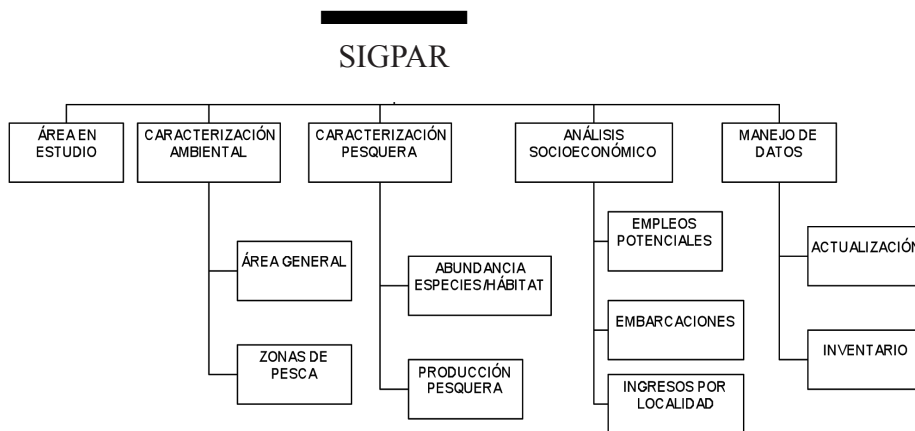 SIGPAR
ÁREA EN
ESTUDIO
CARACTERIZACIÓN
AMBIENTAL
CARACTERIZACIÓN
PESQUERA
ANÁLISIS
SOCIOECONÓMICO
MANEJO DE
DATOS
ÁREA GENERAL
ZONAS DE
PESCA
ABUNDANCIA
ESPECIES/HÁBITAT
PRODUCCIÓN
PESQUERA
EMPLEOS
POTENCIALES
EMBARCACIONES
INGRESOS POR
LOCALIDAD
ACTUALIZACIÓN
INVENTARIO